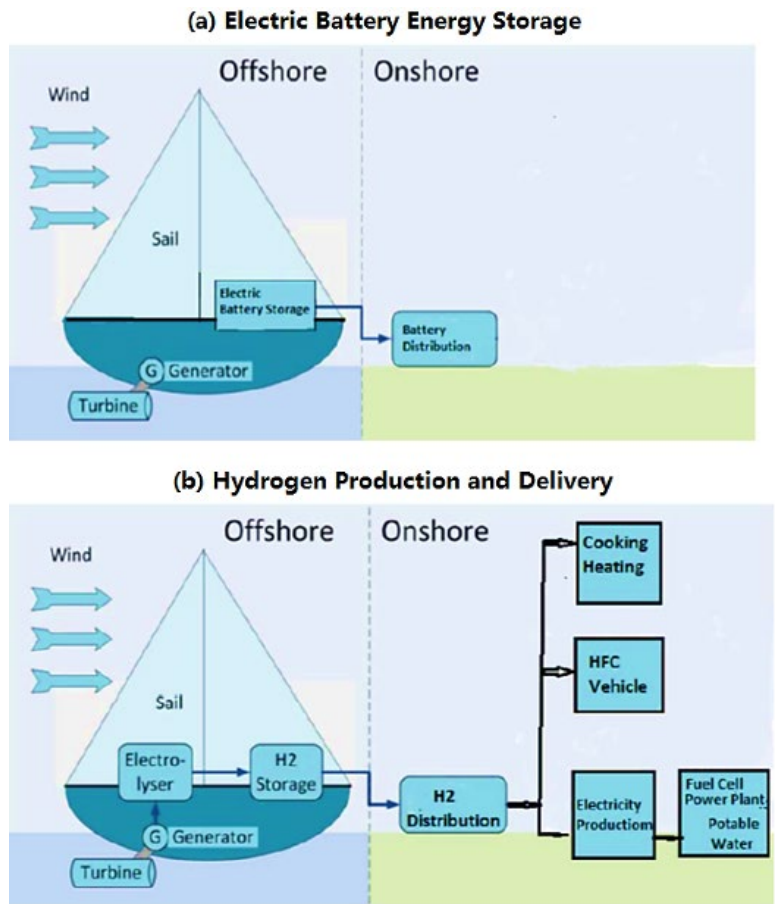 (a) Electric Battery Energy Storage
Offshore
Onshore
Wind
Sail
Electric
Battery Storage
Battery
Distribution
G
Generator
Turbine
(b) Hydrogen Production and Delivery
Offshore
Onshore
Wind
Cooking
Heating
HFC
Vehicle
Sail
Electro-
lyser
H2
Storage
H2
Distribution
Electricity
Productiom
Fuel Cell
Power Plant
Potable
Water
G
Generator
Turbine